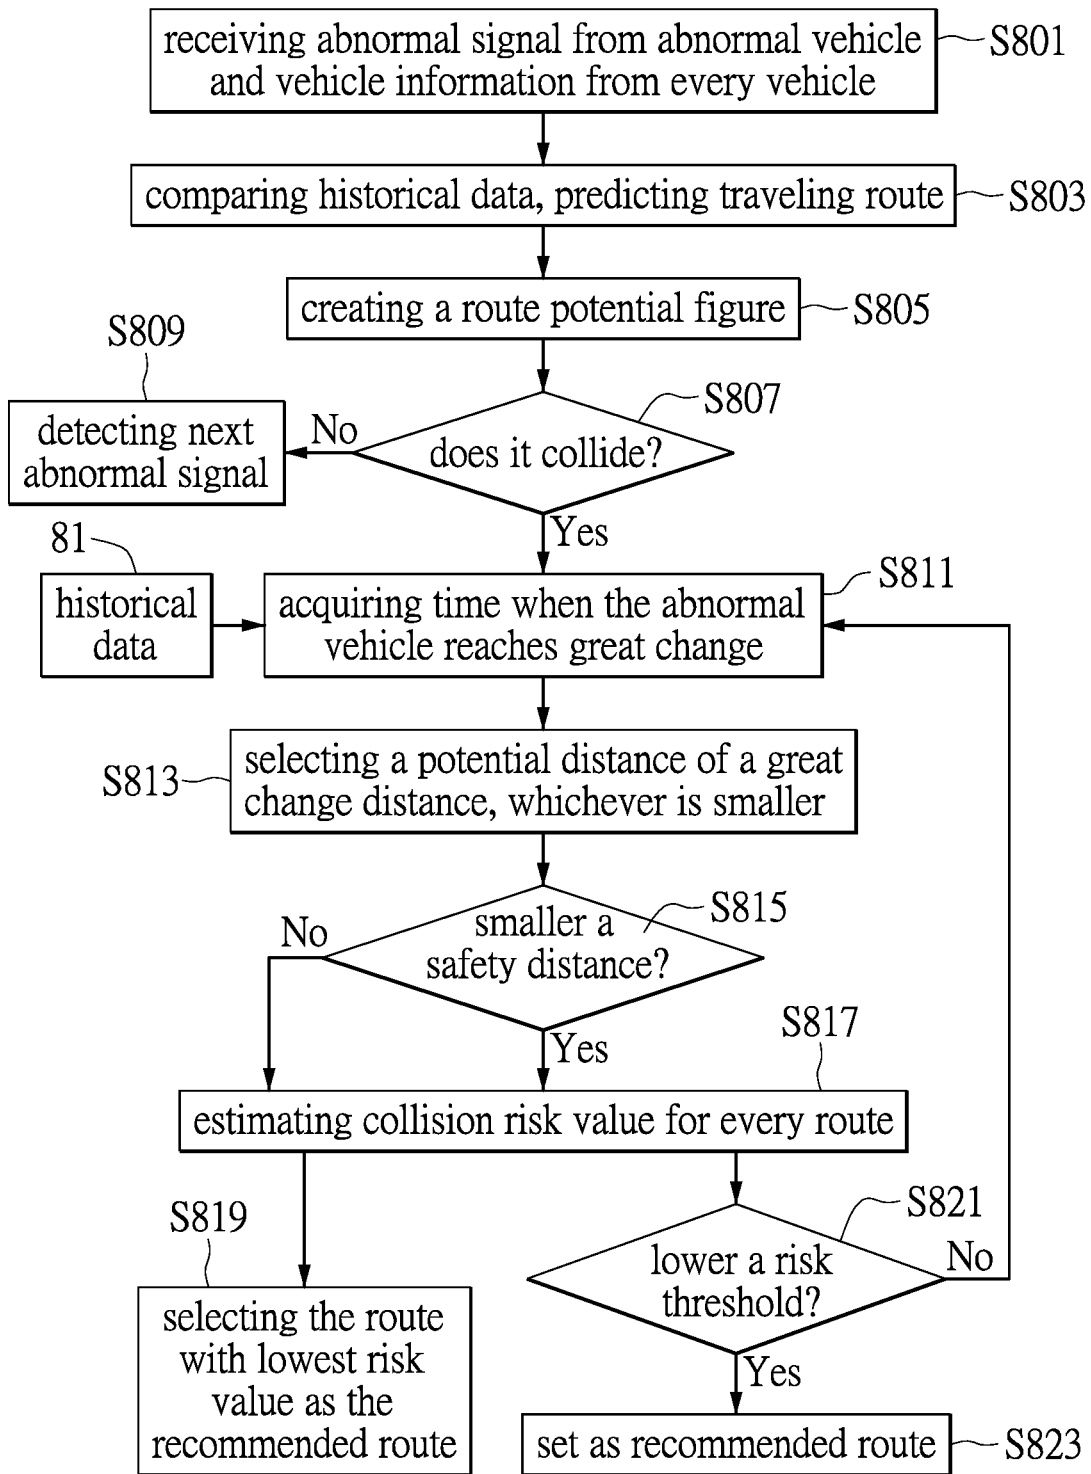 receiving abnormal signal from abnormal vehicle
and vehicle information from every vehicle
S801
comparing historical data, predicting traveling route
S803
creating a route potential figure
S805
S809
detecting next
abnormal signal
No
does it collide?
S807
Yes
81
historical
data
acquiring time when the abnormal
vehicle reaches great change
S811
S813
selecting a potential distance of a great
change distance, whichever is smaller
No
smaller a
safety distance?
S815
Yes
S817
estimating collision risk value for every route
S819
selecting the route
with lowest risk
value as the
recommended route
S821
lower a risk
threshold?
No
Yes
set as recommended route
S823